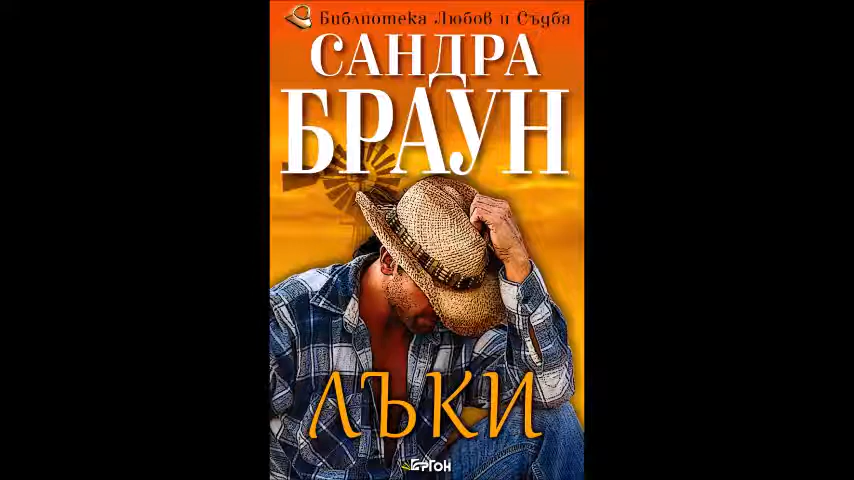 Библиотека Любов и Съдба
САНДРА
БРАУН
ЛЪКИ
ЕРГОН